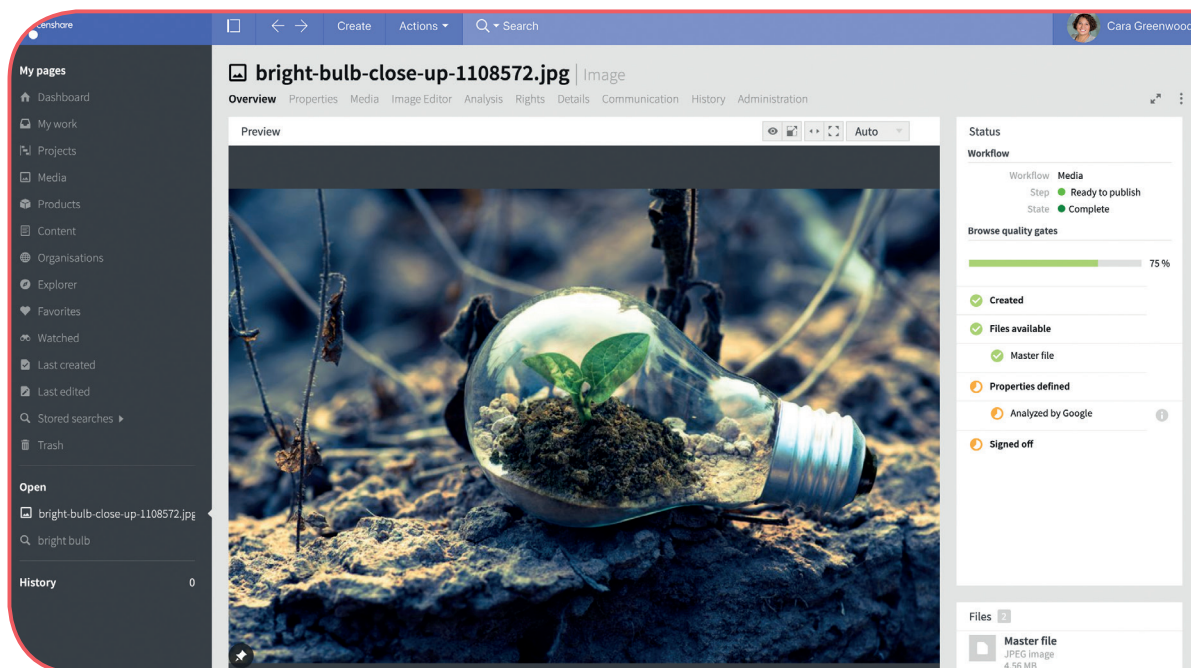 censhare
Create
Actions
Search
Cara Greenwood
My pages
Dashboard
My work
Projects
Media
Products
Content
Organisations
Explorer
Favorites
Watched
Last created
Last edited
Stored searches
Trash
Open
bright-bulb-close-up-1108572.jpg
bright bulb
History 0
bright-bulb-close-up-1108572.jpg Image
Overview Properties Media Image Editor Analysis Rights Details Communication History Administration
Preview
Auto
Status
Workflow
Workflow Media
Step Ready to publish
State Complete
Browse quality gates
75 %
Created
Files available
Master file
Properties defined
Analyzed by Google
Signed off
Files 2
Master file
JPEG image
4.56 MB